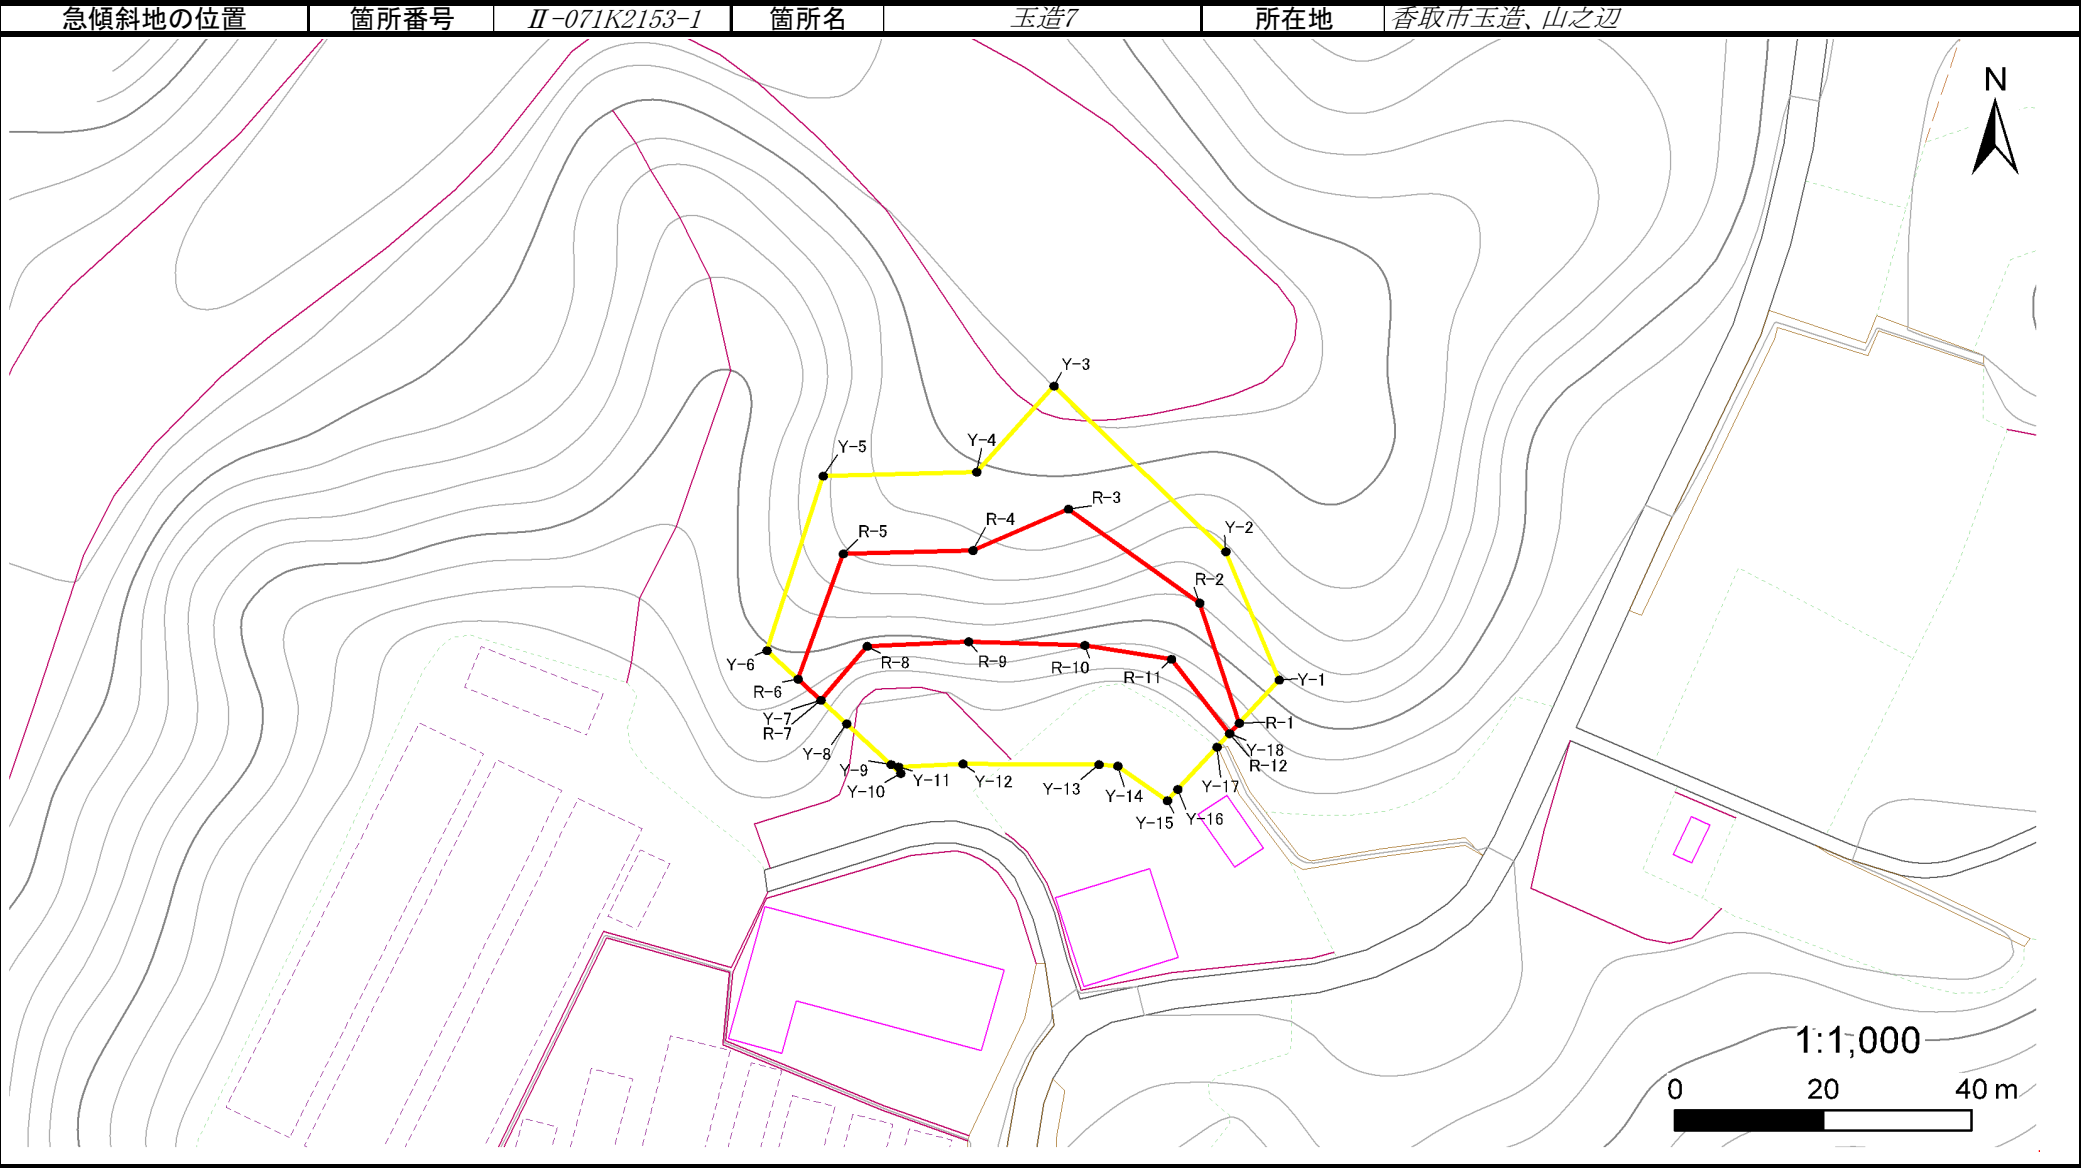 急傾斜地の位置 箇所番号 Ⅱ-071K2153-1 箇所名 玉造7 所在地 香取市玉造、山之辺
N
Y-3
Y-4
Y-5
R-3
R-4
Y-2
R-5
R-2
R-8
R-9
R-10
Y-6
R-11
R-6
Y-1
Y-7
R-1
R-7
Y-18
Y-8
R-12
Y-9
Y-11
Y-12
Y-10
Y-13
Y-14
Y-17
Y-15
Y-16
1:1,000
0 20 40 m